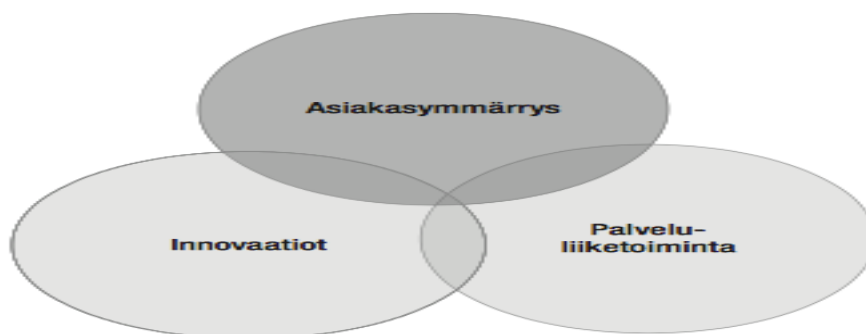 Asiakasymmärrys
Innovaatiot
Palvelu-
liiketoiminta